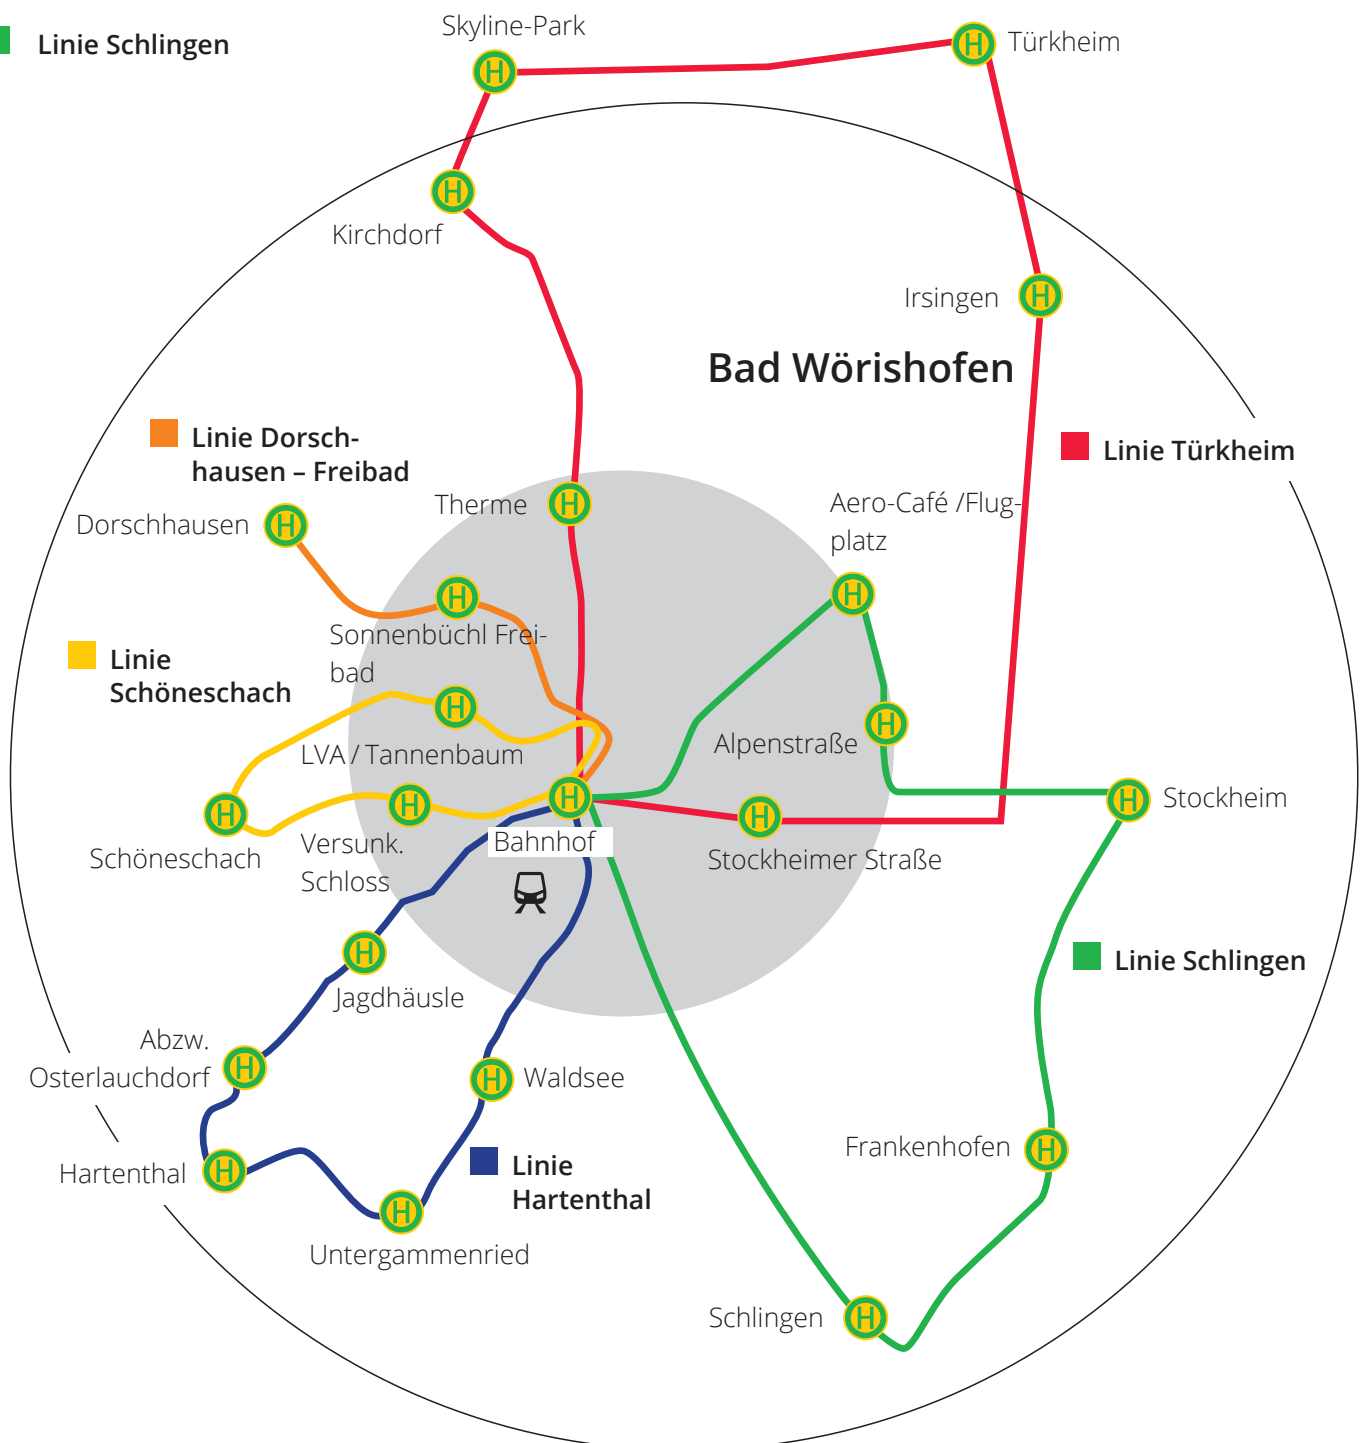 Linie Schlingen
Skyline-Park
H
H
Türkheim
H
Kirchdorf
Irsingen
H
Bad Wörishofen
Linie Dorsch-
hausen – Freibad
Linie Türkheim
Therme
H
Aero-Café /Flug-
platz
Dorschhausen
H
H
H
Sonnenbüchl Frei-
bad
Linie
Schöneschach
H
LVA / Tannenbaum
Alpenstraße
H
H
Stockheim
H
H
H
H
Schöneschach
Versunk.
Schloss
Bahnhof
Stockheimer Straße
H
Jagdhäusle
Linie Schlingen
Abzw.
Osterlauchdorf
H
H
Waldsee
Frankenhofen
H
Hartenthal
H
Linie
Hartenthal
H
Untergammenried
Schlingen
H